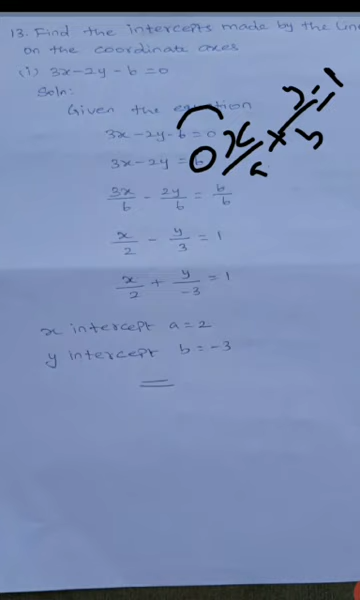 13. Find the intercepts made by the line
on the coordinate axes
(i) 3x-2y-6=0
Soln:
Given the equation
3x-2y-6=0
3x-2y=6
3x/6 - 2y/6 = 6/6
x/2 - y/3 = 1
x/2 + y/-3 = 1
x intercept a=2
y Intercept b=-3
x/a + y/b = 1
0